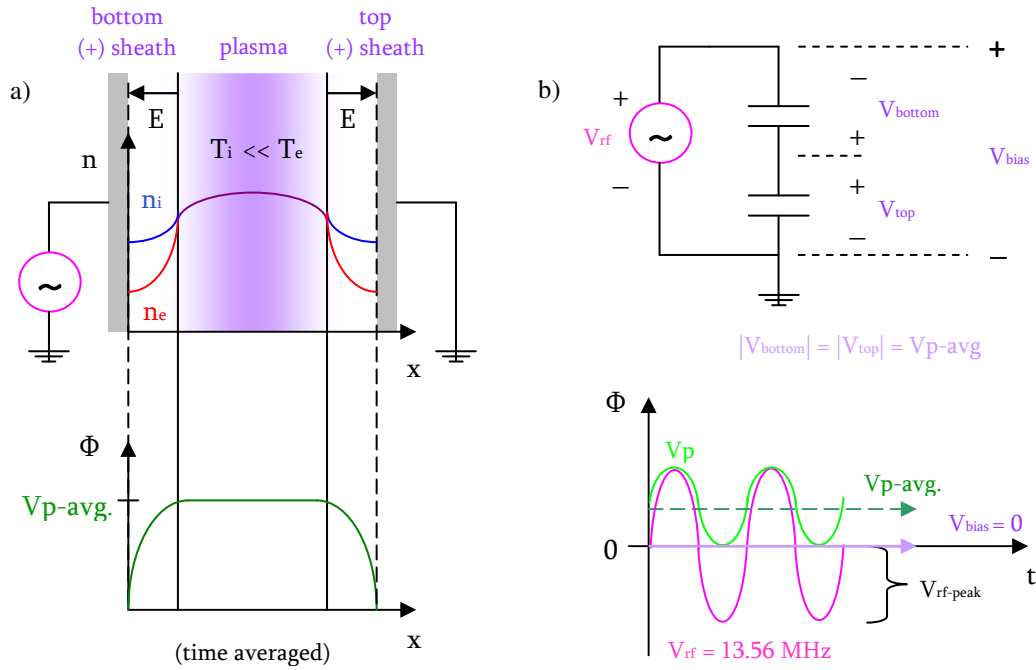 bottom
(+) sheath
plasma
top
(+) sheath
a)
E
E
n
Ti << Te
ni
ne
~
x
Φ
Vp-avg.
x
(time averaged)
b)
+
Vrf
~
−
−
Vbottom
+
+
Vtop
−
+
Vbias
−
|Vbottom| = |Vtop| = Vp-avg
Φ
Vp
Vp-avg.
Vbias = 0
0
t
Vrf-peak
Vrf = 13.56 MHz